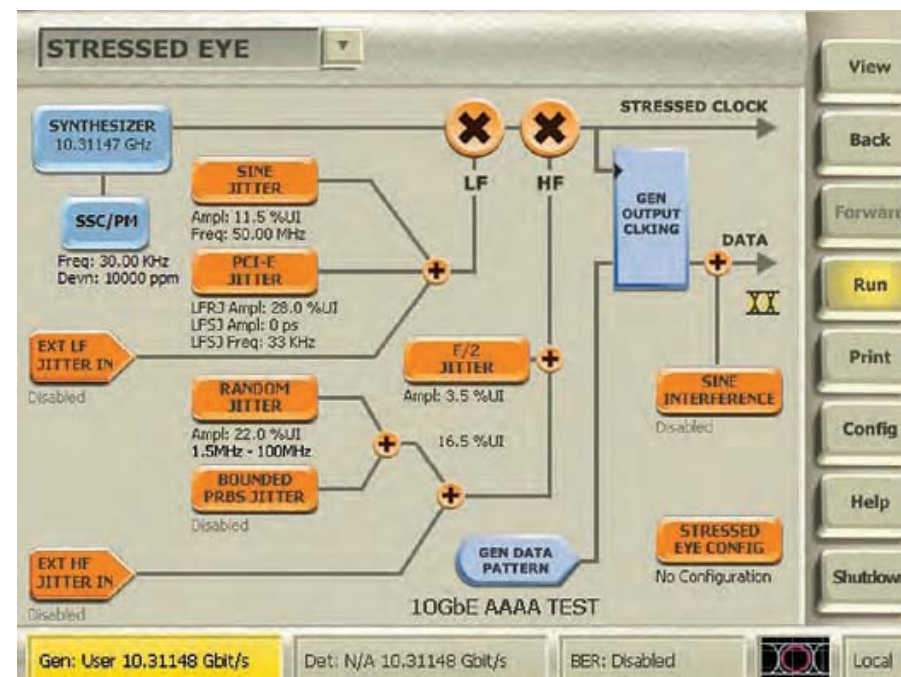 STRESSED EYE
View
Back
Forward
Run
Print
Config
Help
Shutdown
SYNTHESIZER
10.31147 GHz
STRESSED CLOCK
SINE
JITTER
Ampl: 11.5 %UI
Freq: 50.00 MHz
LF
HF
GEN
OUTPUT
CLKING
SSC/PM
Freq: 30.00 KHz
Devn: 10000 ppm
PCI-E
JITTER
LFRJ Ampl: 28.0 %UI
LFSJ Ampl: 0 ps
LFSJ Freq: 33 KHz
DATA
EXT LF
JITTER IN
Disabled
F/2
JITTER
Ampl: 3.5 %UI
SINE
INTERFERENCE
Disabled
RANDOM
JITTER
Ampl: 22.0 %UI
1.5MHz - 100MHz
16.5 %UI
BOUNDED
PRBS JITTER
Disabled
EXT HF
JITTER IN
Disabled
GEN DATA
PATTERN
10GbE AAAA TEST
STRESSED
EYE CONFIG
No Configuration
Gen: User 10.31148 Gbit/s
Det: N/A 10.31148 Gbit/s
BER: Disabled
Local